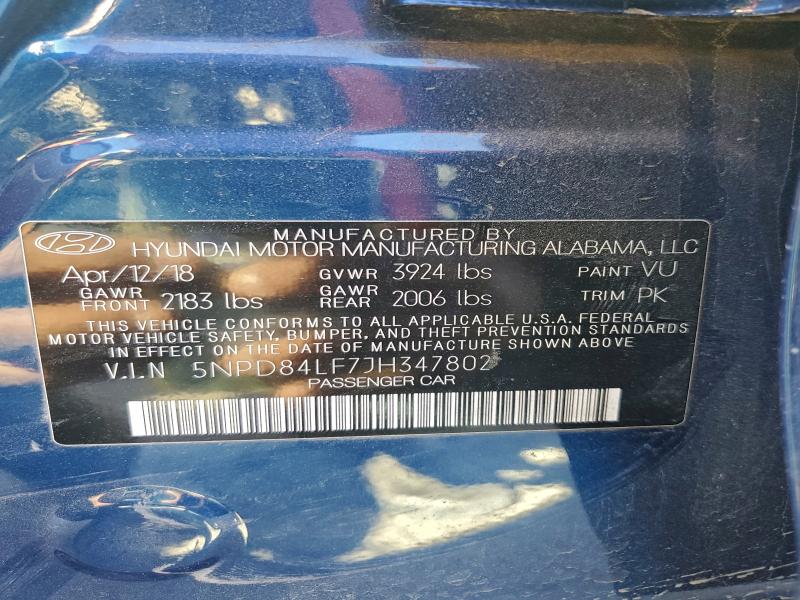 MANUFACTURED BY
HYUNDAI MOTOR MANUFACTURING ALABAMA, LLC
Apr/12/18 GVWR 3924 lbs PAINT VU
GAWR FRONT 2183 lbs GAWR REAR 2006 lbs TRIM PK
THIS VEHICLE CONFORMS TO ALL APPLICABLE U.S.A. FEDERAL
MOTOR VEHICLE SAFETY, BUMPER, AND THEFT PREVENTION STANDARDS
IN EFFECT ON THE DATE OF MANUFACTURE SHOWN ABOVE
V.I.N 5NPD84LF7JH347802
PASSENGER CAR